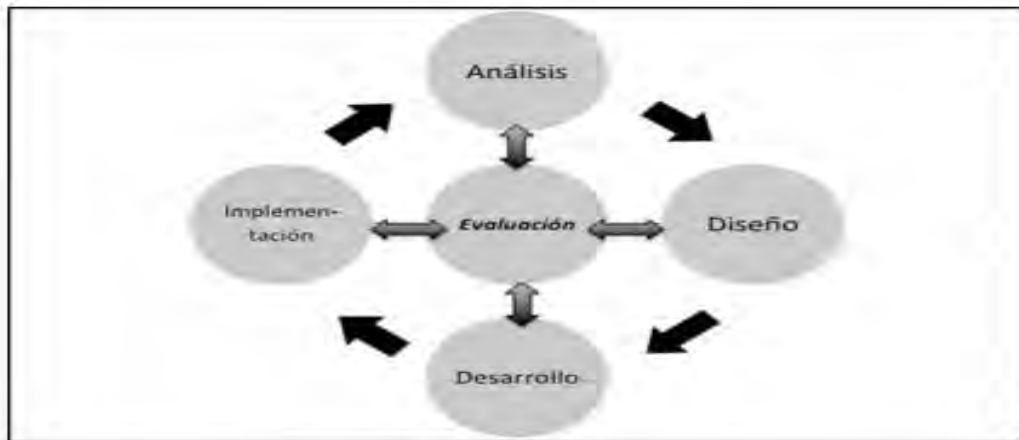 Análisis
Implemen-
tación
Evaluación
Diseño
Desarrollo